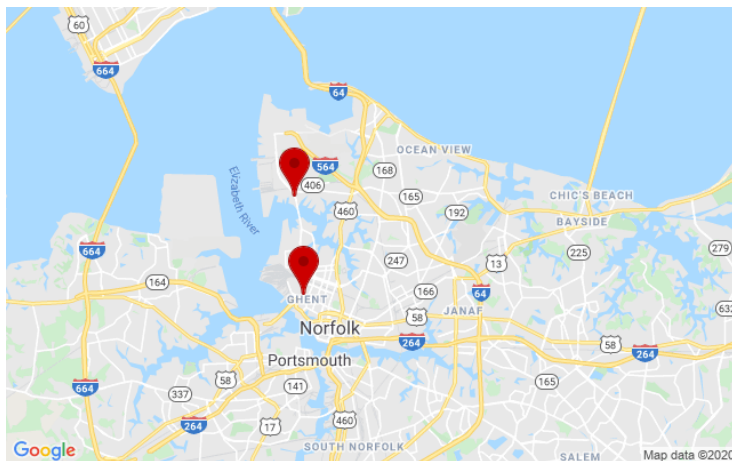 60
664
64
OCEAN VIEW
564
168
406
165
Elizabeth River
460
192
CHIC'S BEACH
BAYSIDE
664
225
279
13
247
164
64
166
GHENT
632
58
JANAF
Norfolk
264
58
264
Portsmouth
664
58
141
165
337
264
17
460
SOUTH NORFOLK
SALEM
Google
Map data ©2020